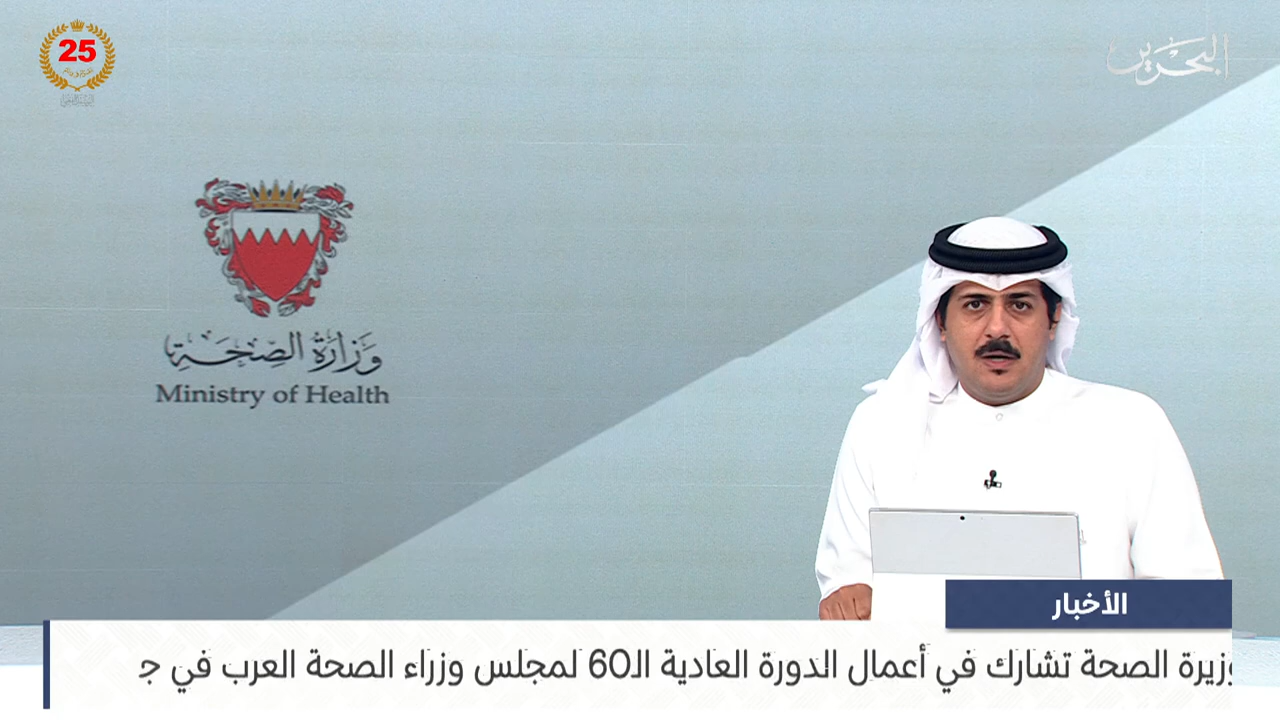 25
البحرين
وزارة الصحة
Ministry of Health
الأخبار
وزيرة الصحة تشارك في أعمال الدورة العادية الـ60 لمجلس وزراء الصحة العرب في جـ